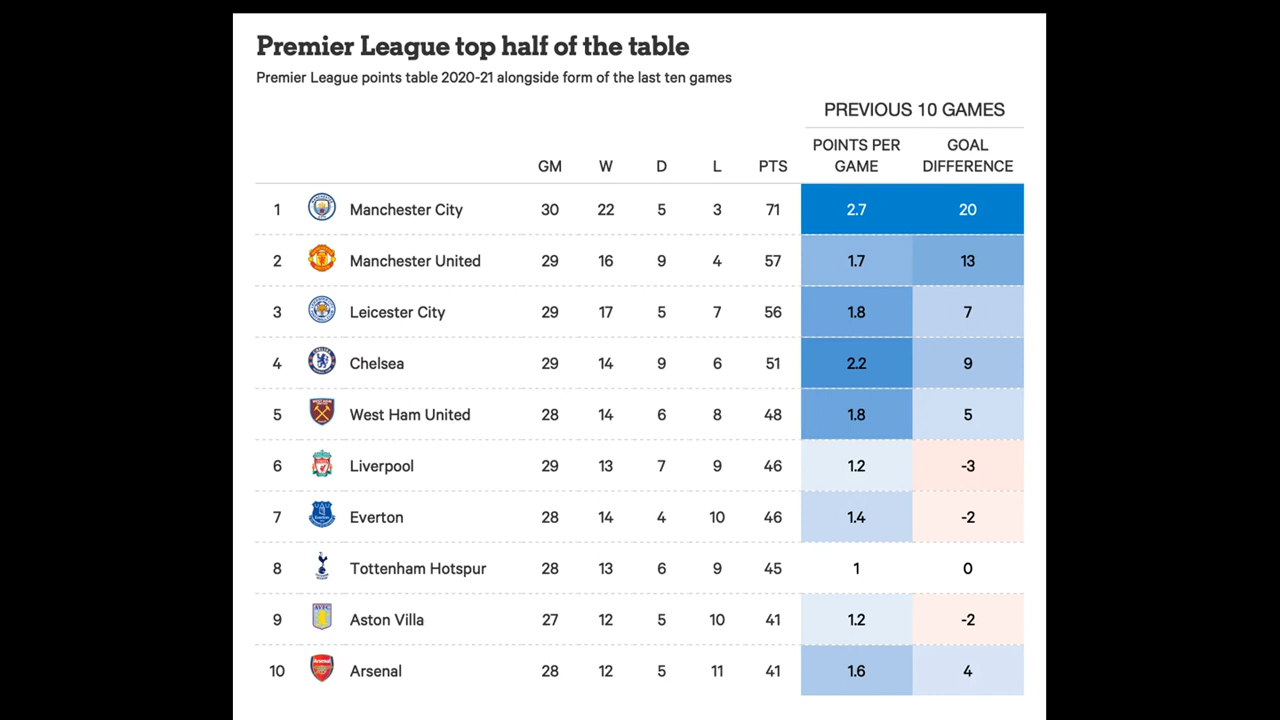 Premier League top half of the table
Premier League points table 2020-21 alongside form of the last ten games
PREVIOUS 10 GAMES
GM W D L PTS POINTS PER GAME GOAL DIFFERENCE
1 Manchester City 30 22 5 3 71 2.7 20
2 Manchester United 29 16 9 4 57 1.7 13
3 Leicester City 29 17 5 7 56 1.8 7
4 Chelsea 29 14 9 6 51 2.2 9
5 West Ham United 28 14 6 8 48 1.8 5
6 Liverpool 29 13 7 9 46 1.2 -3
7 Everton 28 14 4 10 46 1.4 -2
8 Tottenham Hotspur 28 13 6 9 45 1 0
9 Aston Villa 27 12 5 10 41 1.2 -2
10 Arsenal 28 12 5 11 41 1.6 4